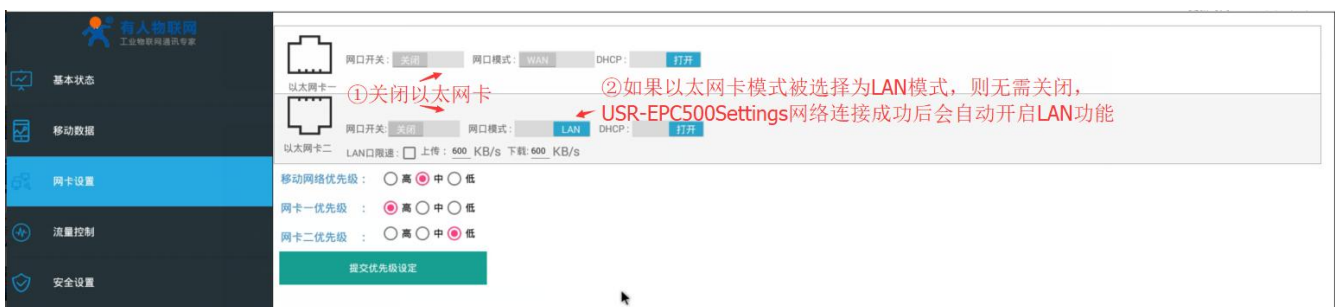 有人物联网
工业物联网通讯专家
基本状态
移动数据
网卡设置
流量控制
安全设置
以太网卡一
网口开关: 关闭 网口模式: WAN DHCP: 打开
①关闭以太网卡
②如果以太网卡模式被选择为LAN模式，则无需关闭，
USR-EPC500Settings网络连接成功后会自动开启LAN功能
以太网卡二
网口开关: 关闭 网口模式: LAN DHCP: 打开
LAN口限速: 上传: 600 KB/s 下载: 600 KB/s
移动网络优先级: 高 中 低
网卡一优先级 : 高 中 低
网卡二优先级 : 高 中 低
提交优先级设定